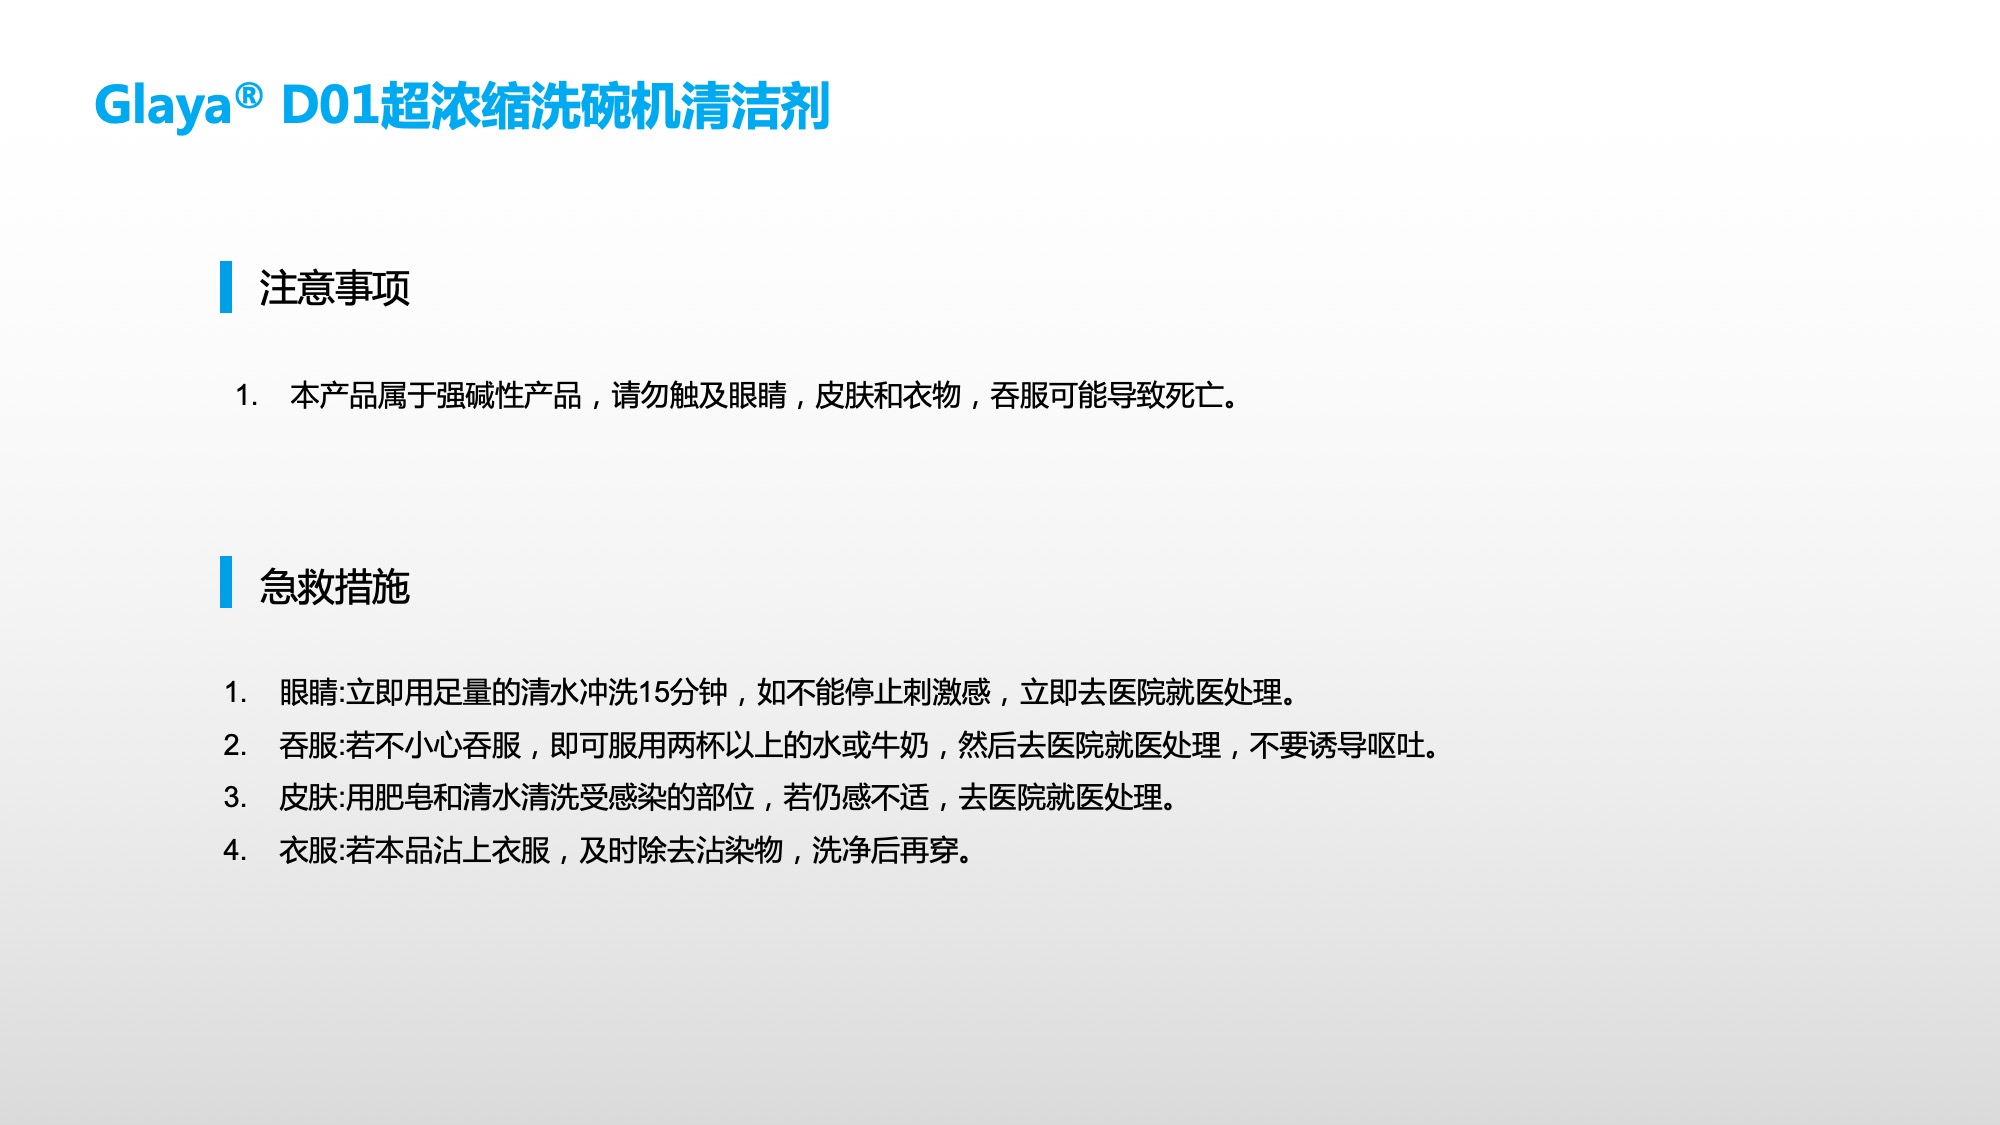 Glaya® D01超浓缩洗碗机清洁剂
注意事项
1. 本产品属于强碱性产品，请勿触及眼睛，皮肤和衣物，吞服可能导致死亡。
急救措施
1. 眼睛:立即用足量的清水冲洗15分钟，如不能停止刺激感，立即去医院就医处理。
2. 吞服:若不小心吞服，即可服用两杯以上的水或牛奶，然后去医院就医处理，不要诱导呕吐。
3. 皮肤:用肥皂和清水清洗受感染的部位，若仍感不适，去医院就医处理。
4. 衣服:若本品沾上衣服，及时除去沾染物，洗净后再穿。